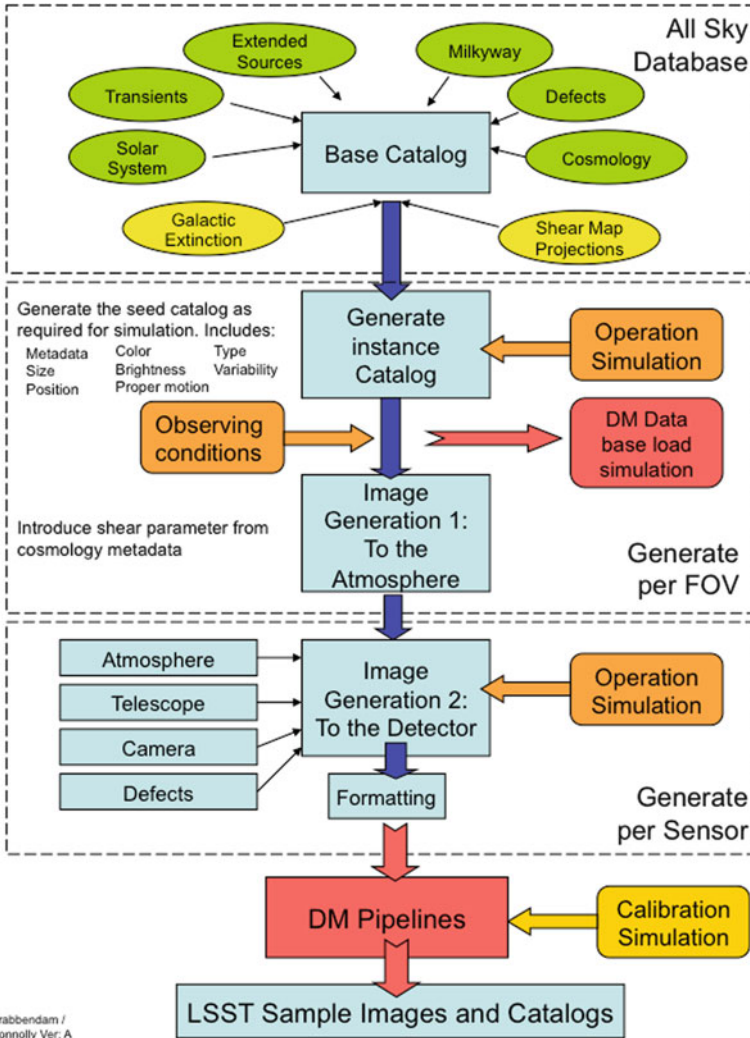 All Sky
Database
Extended
Sources
Milkyway
Transients
Defects
Solar
System
Base Catalog
Cosmology
Galactic
Extinction
Shear Map
Projections
Generate the seed catalog as
required for simulation. Includes:
Metadata Color Type
Size Brightness Variability
Position Proper motion
Generate
instance
Catalog
Operation
Simulation
Observing
conditions
DM Data
base load
simulation
Introduce shear parameter from
cosmology metadata
Image
Generation 1:
To the
Atmosphere
Generate
per FOV
Atmosphere
Telescope
Camera
Defects
Image
Generation 2:
To the Detector
Operation
Simulation
Formatting
Generate
per Sensor
DM Pipelines
Calibration
Simulation
LSST Sample Images and Catalogs
rabbendam /
onnolly Ver: A